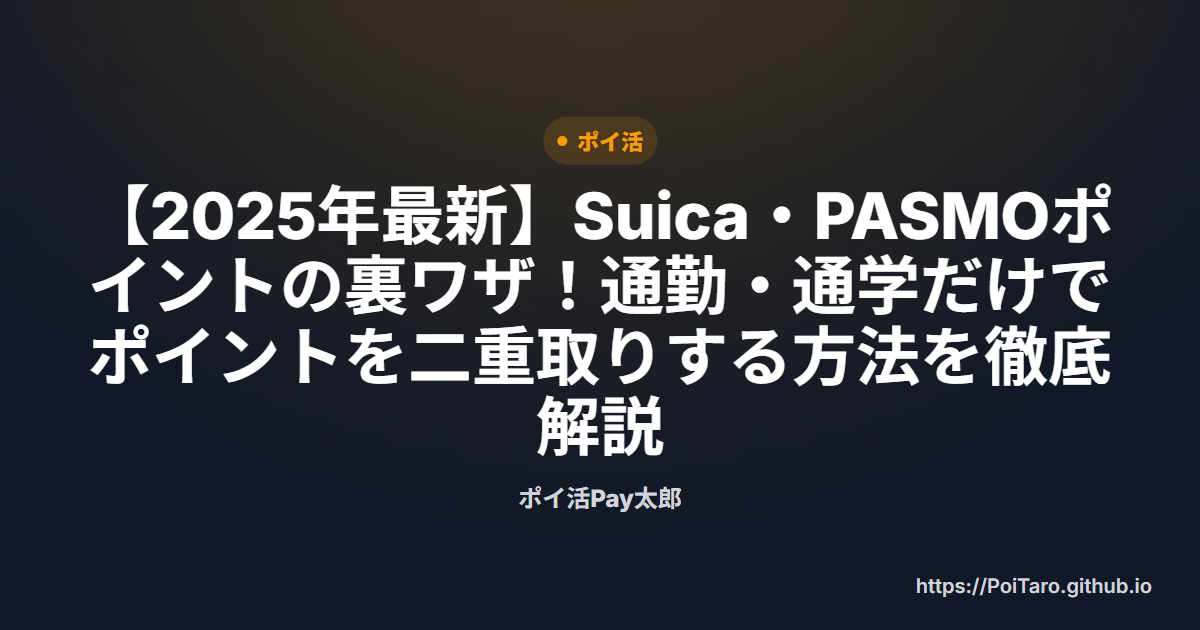 ポイ活
【2025年最新】Suica・PASMOポ
イントの裏ワザ！通勤・通学だけで
ポイントを二重取りする方法を徹底
解説
ポイ活Pay太郎
https://PoiTaro.github.io